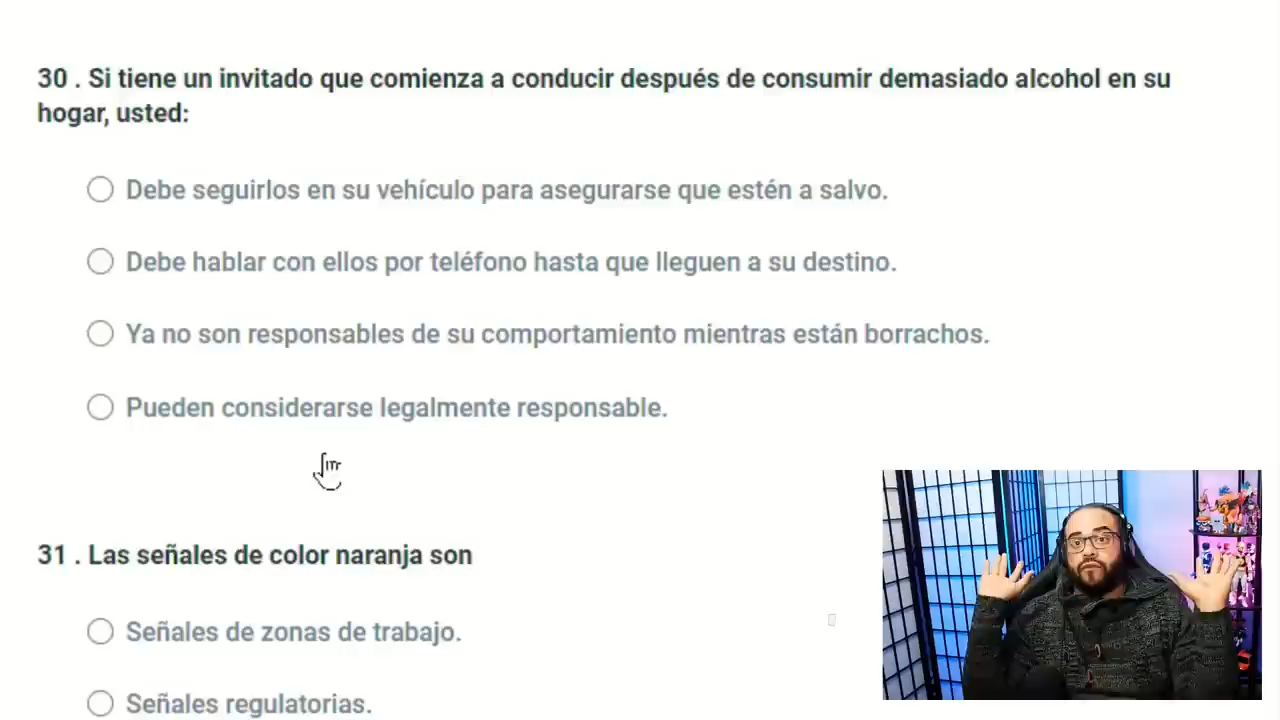 30 . Si tiene un invitado que comienza a conducir después de consumir demasiado alcohol en su
hogar, usted:
Debe seguirlos en su vehículo para asegurarse que estén a salvo.
Debe hablar con ellos por teléfono hasta que lleguen a su destino.
Ya no son responsables de su comportamiento mientras están borrachos.
Pueden considerarse legalmente responsable.
31 . Las señales de color naranja son
Señales de zonas de trabajo.
Señales regulatorias.